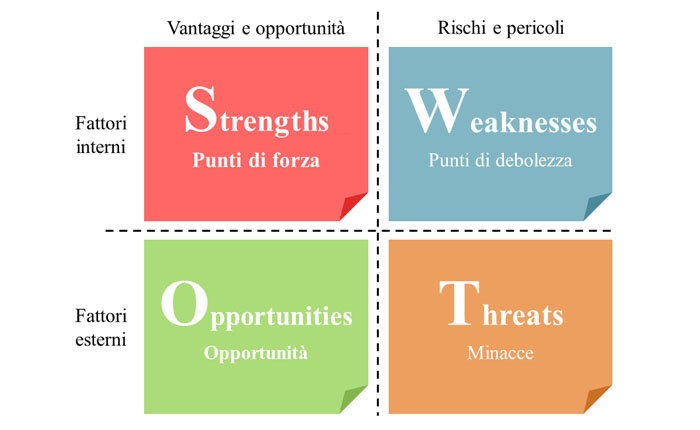 Vantaggi e opportunità
Rischi e pericoli
Fattori
interni
Strengths
Punti di forza
Weaknesses
Punti di debolezza
Fattori
esterni
Opportunities
Opportunità
Threats
Minacce